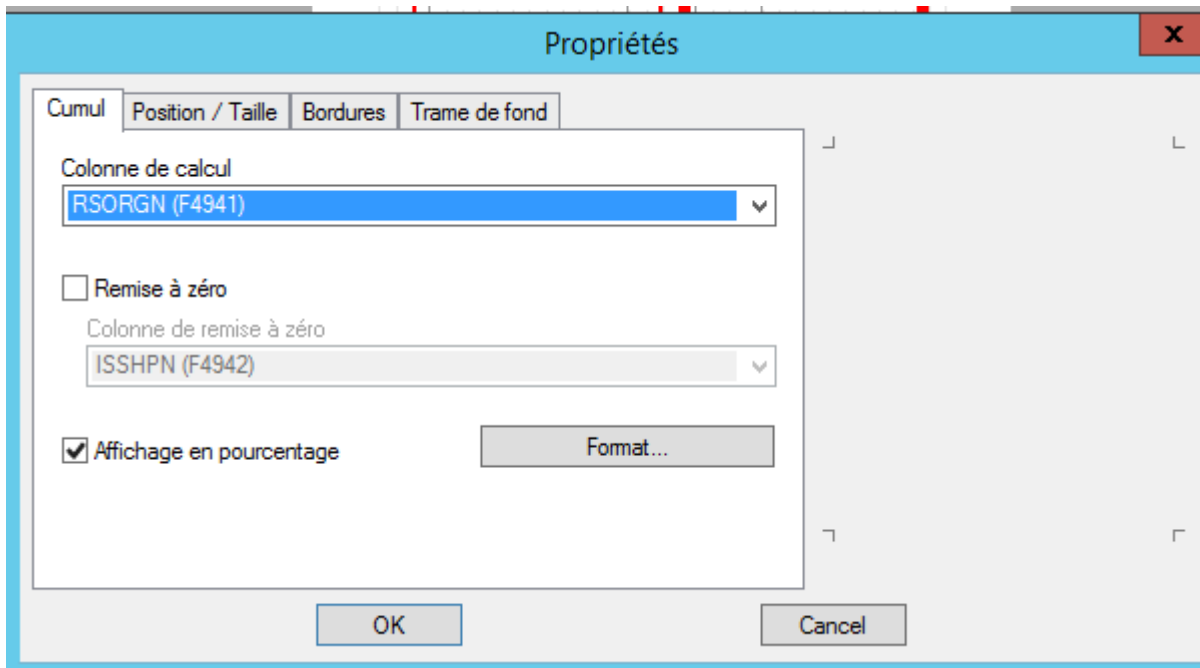 Propriétés
x
Cumul Position / Taille Bordures Trame de fond
Colonne de calcul
RSORGN (F4941)
Remise à zéro
Colonne de remise à zéro
ISSHPN (F4942)
Affichage en pourcentage Format...
OK Cancel